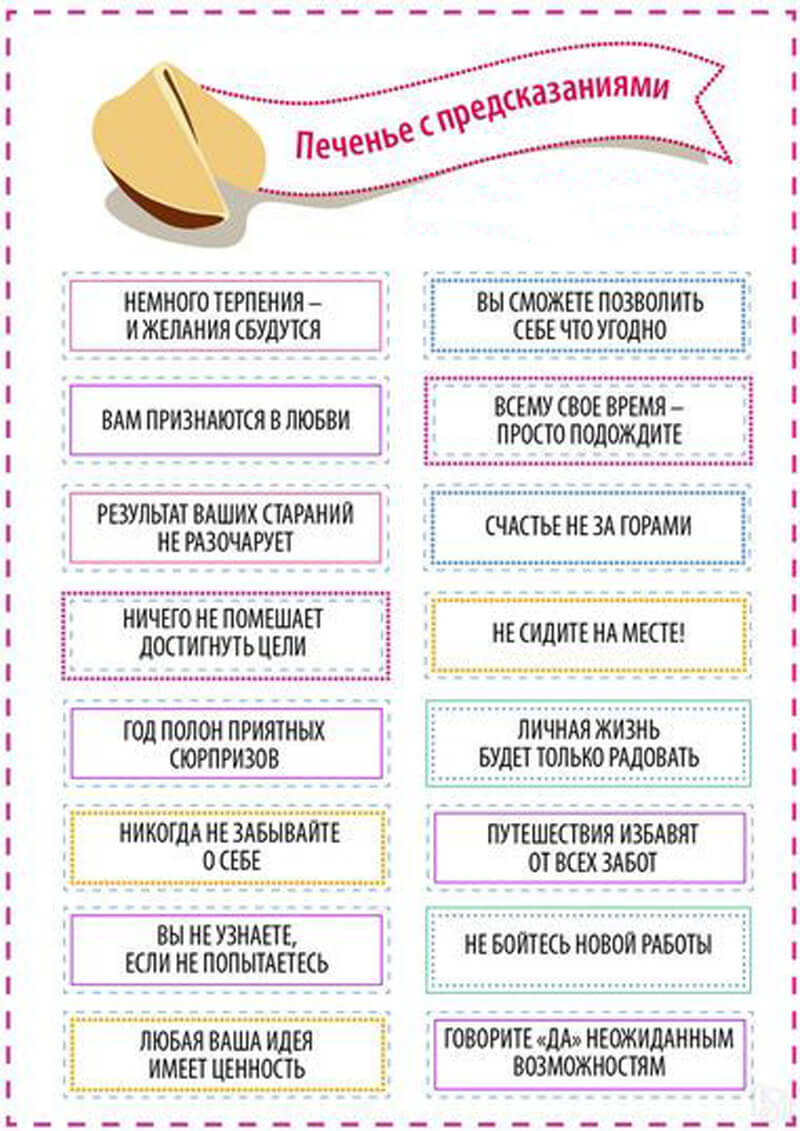 Печенье с предсказаниями
НЕМНОГО ТЕРПЕНИЯ –
И ЖЕЛАНИЯ СБУДУТСЯ
ВЫ СМОЖЕТЕ ПОЗВОЛИТЬ
СЕБЕ ЧТО УГОДНО
ВАМ ПРИЗНАЮТСЯ В ЛЮБВИ
ВСЕМУ СВОЕ ВРЕМЯ –
ПРОСТО ПОДОЖДИТЕ
РЕЗУЛЬТАТ ВАШИХ СТАРАНИЙ
НЕ РАЗОЧАРУЕТ
СЧАСТЬЕ НЕ ЗА ГОРАМИ
НИЧЕГО НЕ ПОМЕШАЕТ
ДОСТИГНУТЬ ЦЕЛИ
НЕ СИДИТЕ НА МЕСТЕ!
ГОД ПОЛОН ПРИЯТНЫХ
СЮРПРИЗОВ
ЛИЧНАЯ ЖИЗНЬ
БУДЕТ ТОЛЬКО РАДОВАТЬ
НИКОГДА НЕ ЗАБЫВАЙТЕ
О СЕБЕ
ПУТЕШЕСТВИЯ ИЗБАВЯТ
ОТ ВСЕХ ЗАБОТ
ВЫ НЕ УЗНАЕТЕ,
ЕСЛИ НЕ ПОПЫТАЕТЕСЬ
НЕ БОЙТЕСЬ НОВОЙ РАБОТЫ
ЛЮБАЯ ВАША ИДЕЯ
ИМЕЕТ ЦЕННОСТЬ
ГОВОРИТЕ «ДА» НЕОЖИДАННЫМ
ВОЗМОЖНОСТЯМ